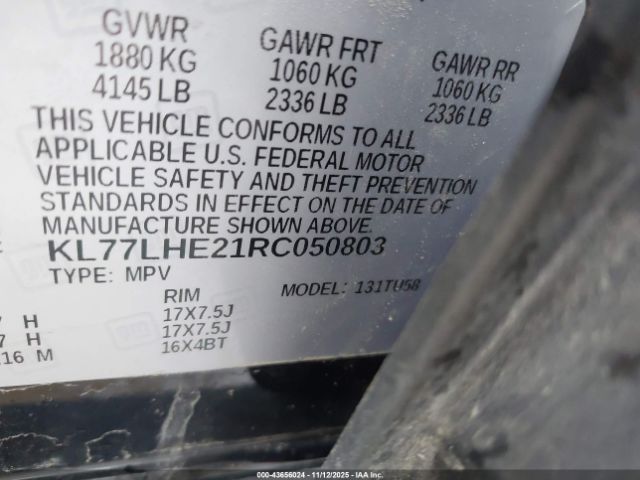 GVWR
1880 KG
4145 LB
GAWR FRT
1060 KG
2336 LB
GAWR RR
1060 KG
2336 LB
THIS VEHICLE CONFORMS TO ALL
APPLICABLE U.S. FEDERAL MOTOR
VEHICLE SAFETY AND THEFT PREVENTION
STANDARDS IN EFFECT ON THE DATE OF
MANUFACTURE SHOWN ABOVE.
KL77LHE21RC050803
TYPE: MPV
MODEL: 131TU58
RIM
H 17X7.5J
H 17X7.5J
16 M 16X4BT
000-43656024 - 11/12/2025 - IAAHolding, LLC